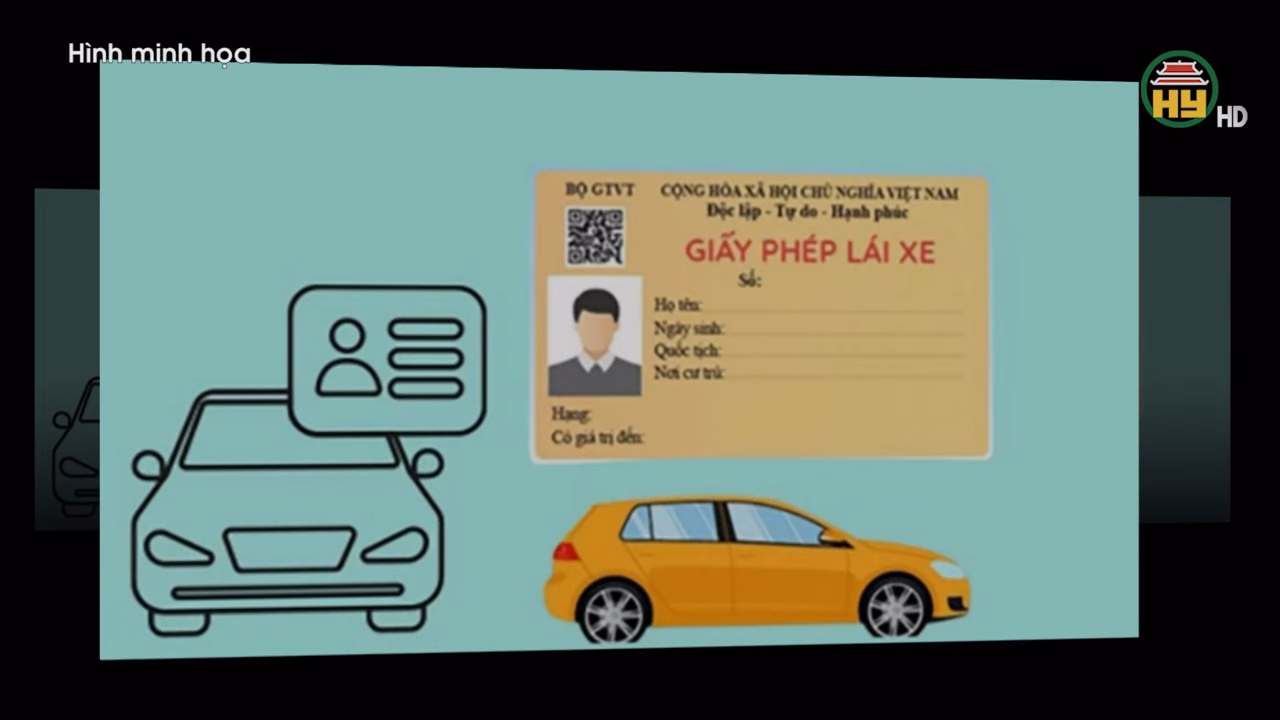 Hình minh họa
HY HD
BỘ GTVT
CỘNG HÒA XÃ HỘI CHỦ NGHĨA VIỆT NAM
Độc lập - Tự do - Hạnh phúc
GIẤY PHÉP LÁI XE
Số:
Họ tên:
Ngày sinh:
Quốc tịch:
Nơi cư trú:
Hạng:
Có giá trị đến: